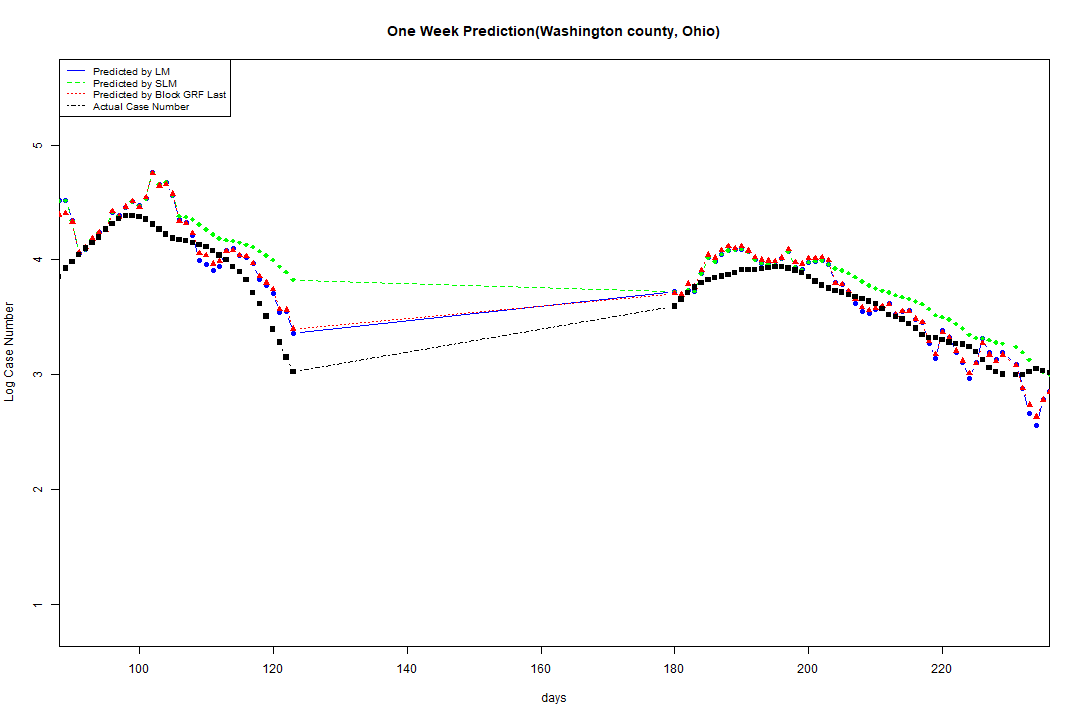 One Week Prediction(Washington county, Ohio)
Predicted by LM
Predicted by SLM
Predicted by Block GRF Last
Actual Case Number
5
4
3
2
1
Log Case Number
100 120 140 160 180 200 220
days